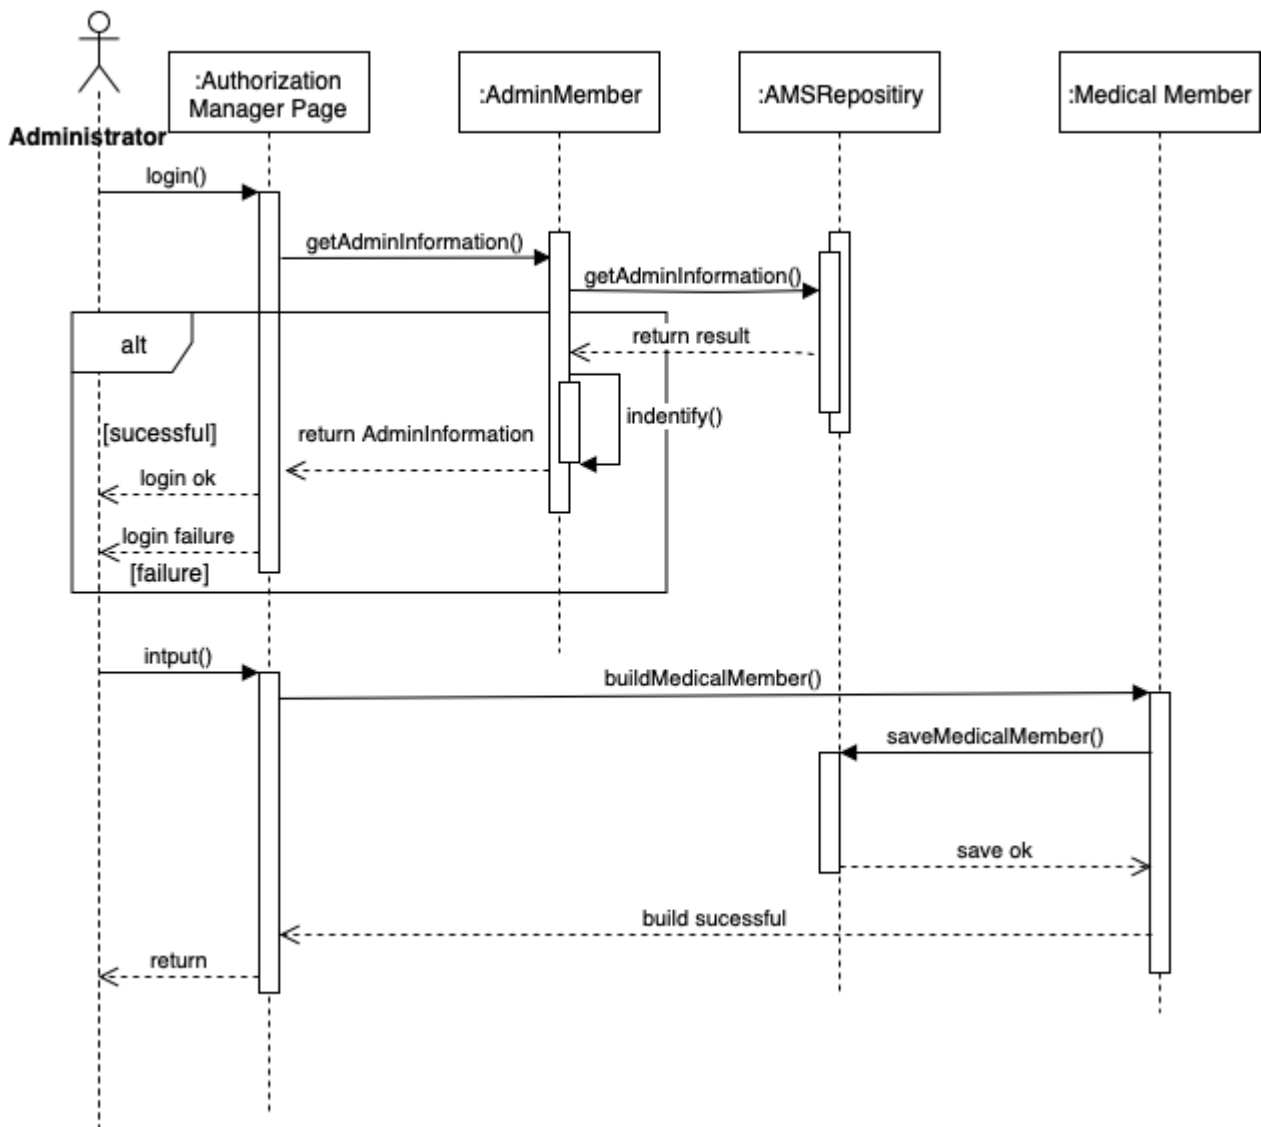 :Authorization
Manager Page
:AdminMember
:AMSRepositiry
:Medical Member
Administrator
login()
getAdminInformation()
getAdminInformation()
alt
return result
indentify()
[sucessful]
return AdminInformation
login ok
login failure
[failure]
intput()
buildMedicalMember()
saveMedicalMember()
save ok
build sucessful
return